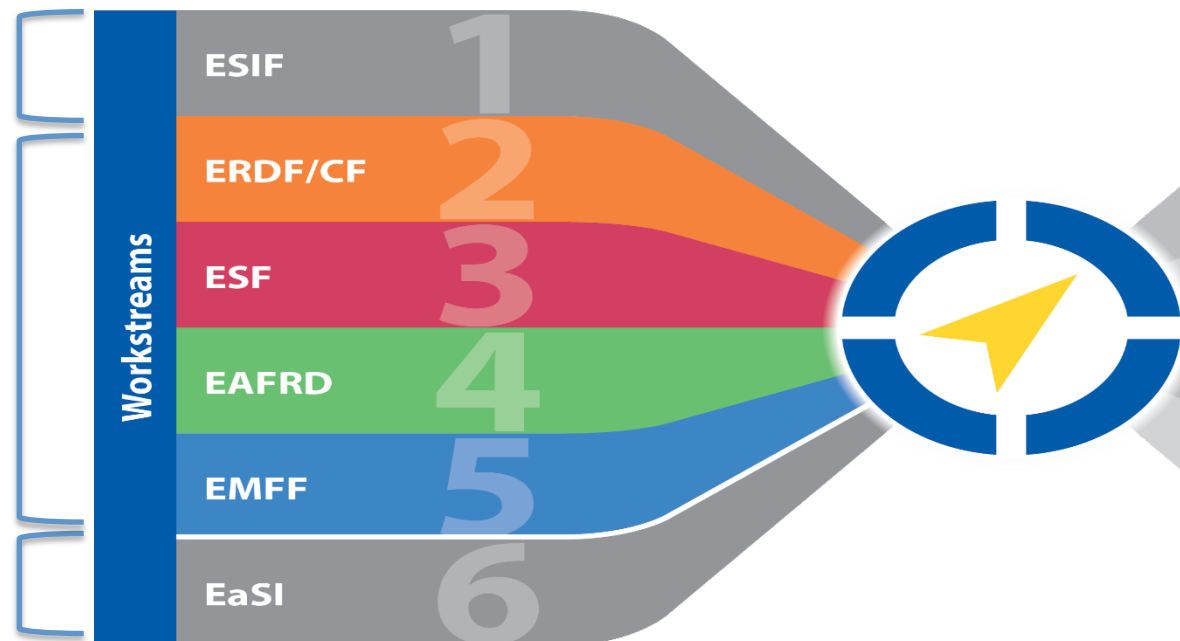 Workstreams
ESIF 1
ERDF/CF 2
ESF 3
EAFRD 4
EMFF 5
EaSI 6